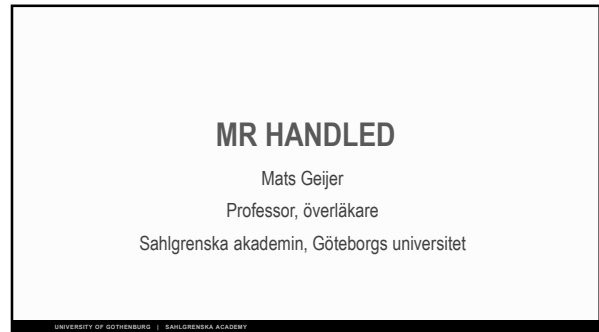 MR HANDLED
Mats Geijer
Professor, överläkare
Sahlgrenska akademin, Göteborgs universitet
UNIVERSITY OF GOTHENBURG | SAHLGRENSKA ACADEMY